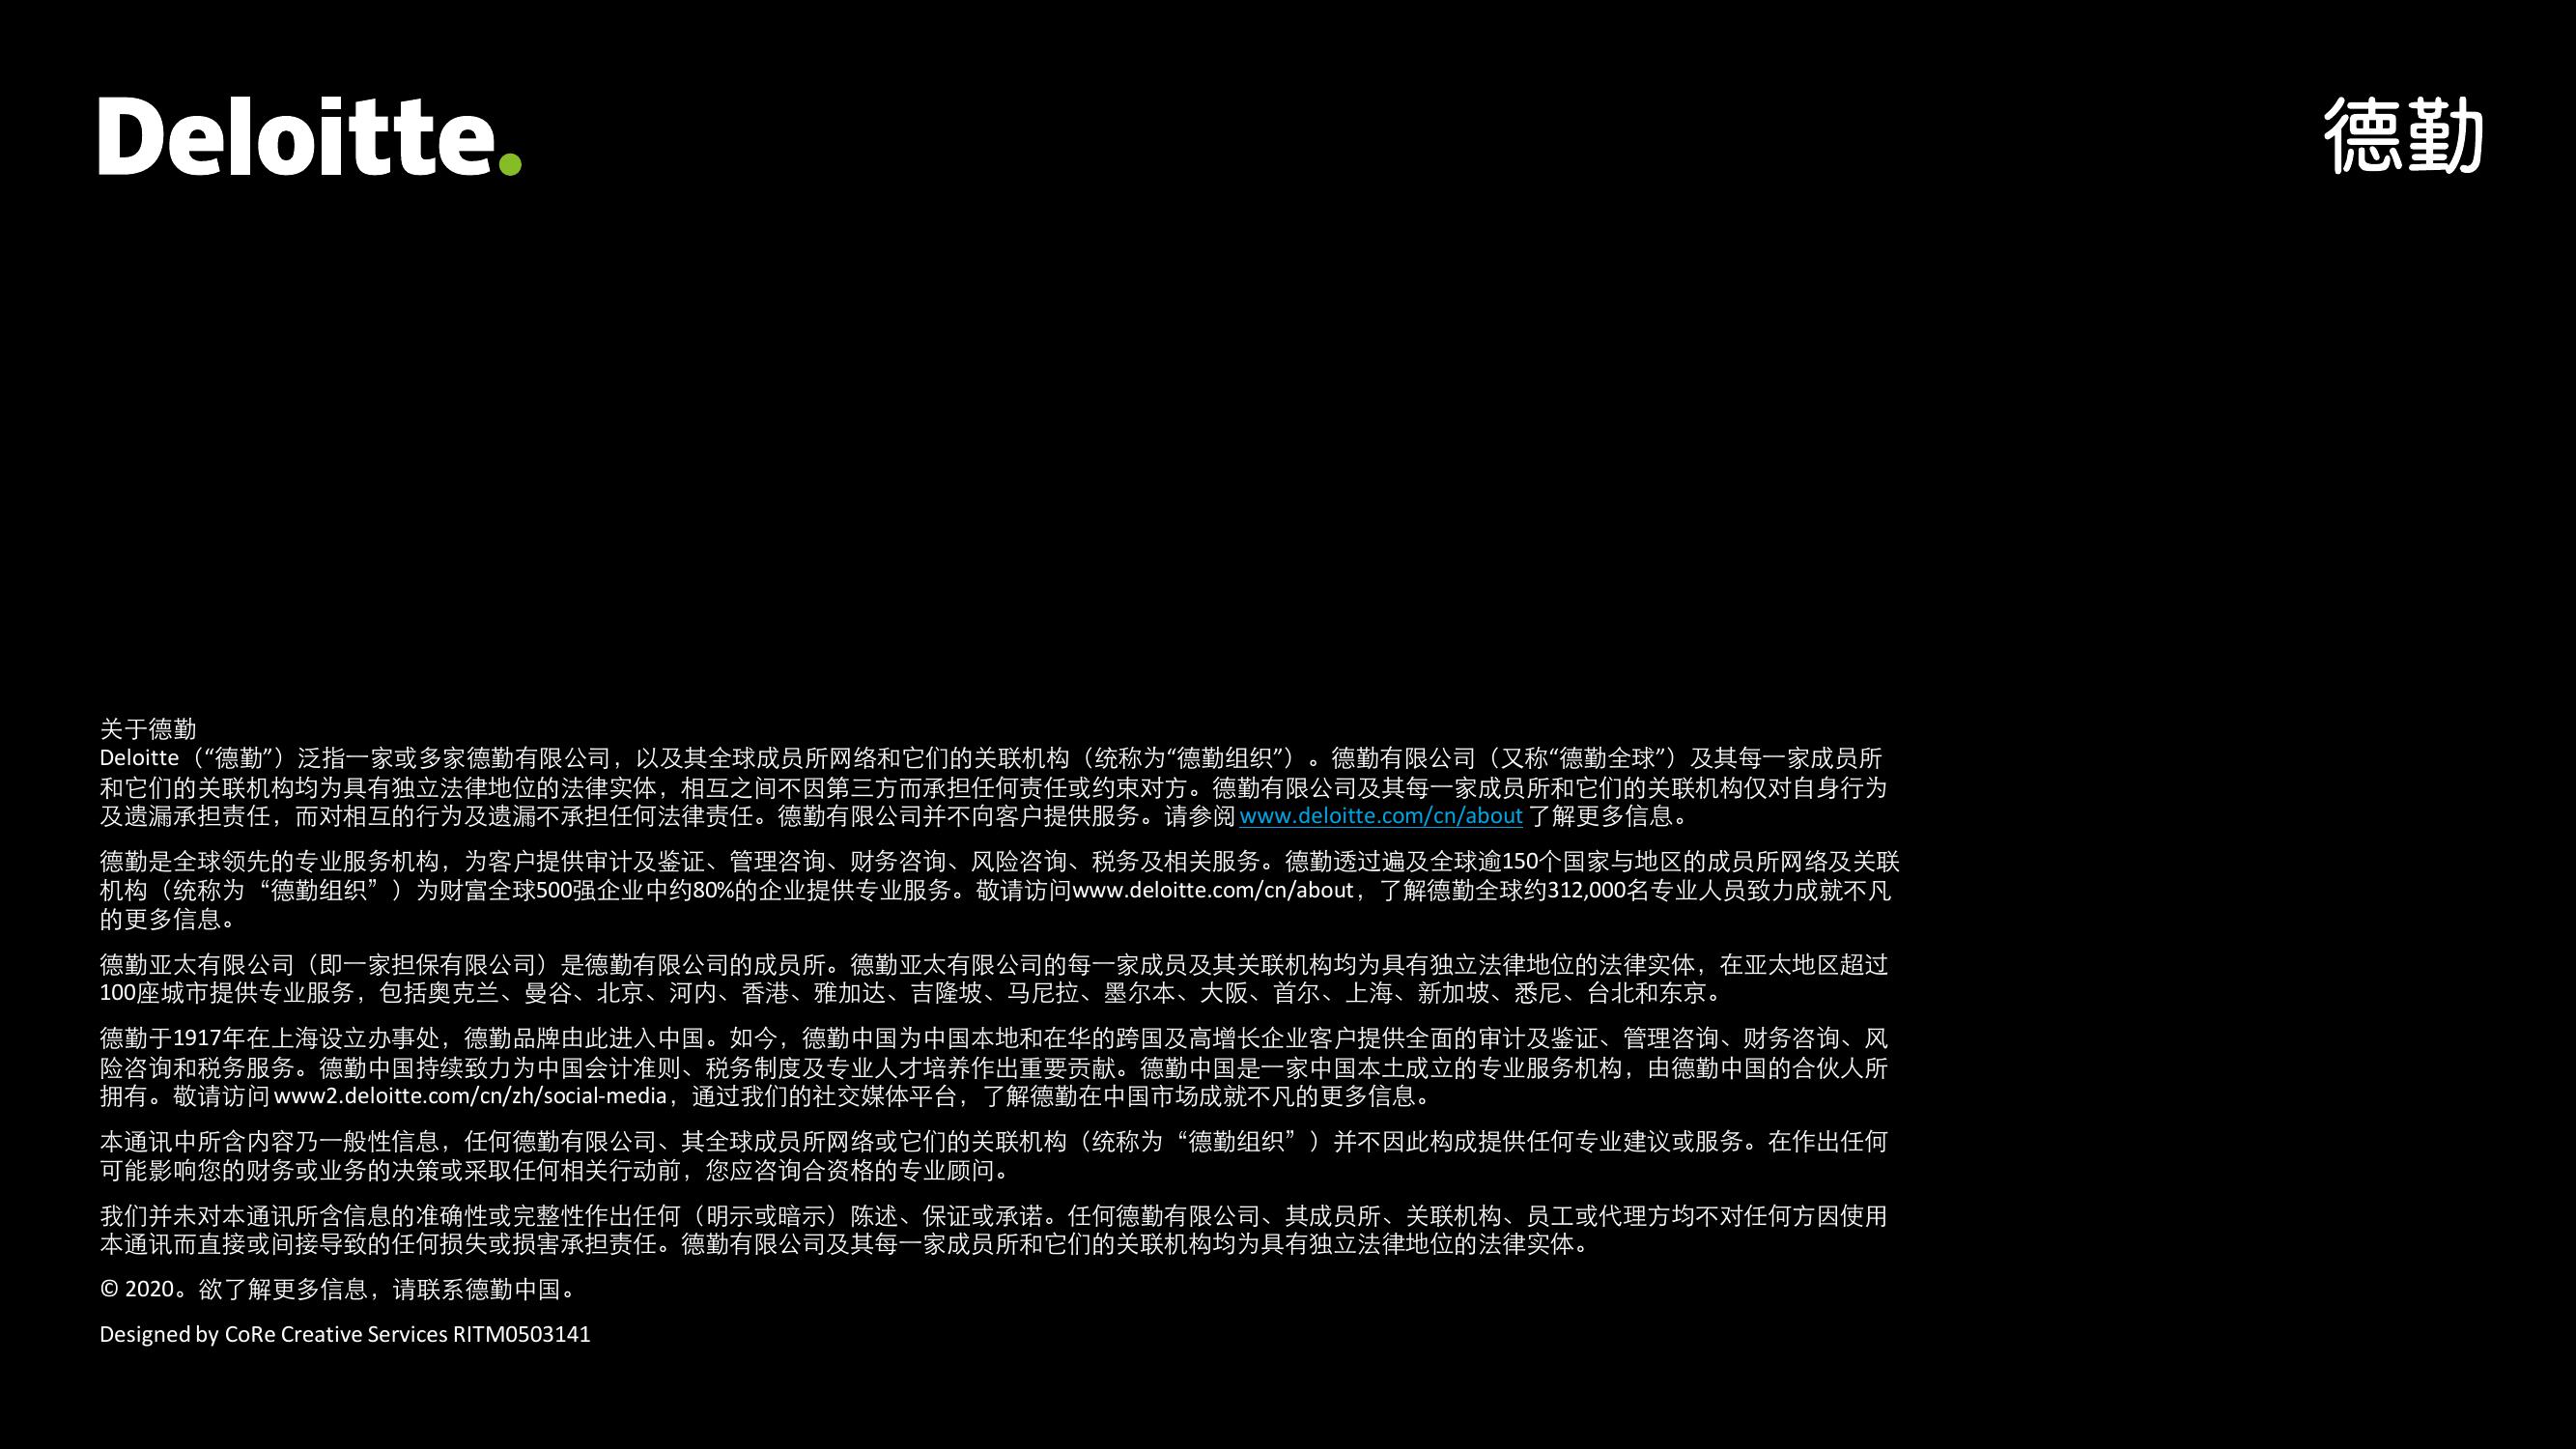 Deloitte.
德勤
关于德勤
Deloitte（“德勤”）泛指一家或多家德勤有限公司，以及其全球成员所网络和它们的关联机构（统称为“德勤组织”）。德勤有限公司（又称“德勤全球”）及其每一家成员所
和它们的关联机构均为具有独立法律地位的法律实体，相互之间不因第三方而承担任何责任或约束对方。德勤有限公司及其每一家成员所和它们的关联机构仅对自身行为
及遗漏承担责任，而对相互的行为及遗漏不承担任何法律责任。德勤有限公司并不向客户提供服务。请参阅 www.deloitte.com/cn/about 了解更多信息。
德勤是全球领先的专业服务机构，为客户提供审计及鉴证、管理咨询、财务咨询、风险咨询、税务及相关服务。德勤透过遍及全球逾150个国家与地区的成员所网络及关联
机构（统称为“德勤组织”）为财富全球500强企业中约80%的企业提供专业服务。敬请访问www.deloitte.com/cn/about，了解德勤全球约312,000名专业人员致力成就不凡
的更多信息。
德勤亚太有限公司（即一家担保有限公司）是德勤有限公司的成员所。德勤亚太有限公司的每一家成员及其关联机构均为具有独立法律地位的法律实体，在亚太地区超过
100座城市提供专业服务，包括奥克兰、曼谷、北京、河内、香港、雅加达、吉隆坡、马尼拉、墨尔本、大阪、首尔、上海、新加坡、悉尼、台北和东京。
德勤于1917年在上海设立办事处，德勤品牌由此进入中国。如今，德勤中国为中国本地和在华的跨国及高增长企业客户提供全面的审计及鉴证、管理咨询、财务咨询、风
险咨询和税务服务。德勤中国持续致力为中国会计准则、税务制度及专业人才培养作出重要贡献。德勤中国是一家中国本土成立的专业服务机构，由德勤中国的合伙人所
拥有。敬请访问 www2.deloitte.com/cn/zh/social-media，通过我们的社交媒体平台，了解德勤在中国市场成就不凡的更多信息。
本通讯中所含内容乃一般性信息，任何德勤有限公司、其全球成员所网络或它们的关联机构（统称为“德勤组织”）并不因此构成提供任何专业建议或服务。在作出任何
可能影响您的财务或业务的决策或采取任何相关行动前，您应咨询合资格的专业顾问。
我们并未对本通讯所含信息的准确性或完整性作出任何（明示或暗示）陈述、保证或承诺。任何德勤有限公司、其成员所、关联机构、员工或代理方均不对任何方因使用
本通讯而直接或间接导致的任何损失或损害承担责任。德勤有限公司及其每一家成员所和它们的关联机构均为具有独立法律地位的法律实体。
© 2020。欲了解更多信息，请联系德勤中国。
Designed by CoRe Creative Services RITM0503141